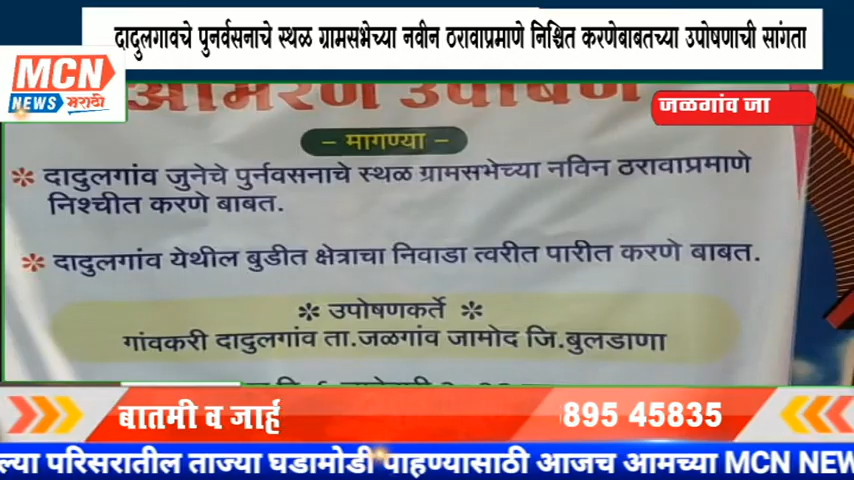 दादुलगावचे पुनर्वसनाचे स्थळ ग्रामसभेच्या नवीन ठरावाप्रमाणे निश्चित करणेबाबतच्या उपोषणाची सांगता
MCN
NEWS मराठी
आमरण उपोषण
जळगांव जा
– मागण्या –
* दादुलगांव जुनेचे पुर्नवसनाचे स्थळ ग्रामसभेच्या नविन ठरावाप्रमाणे
निश्चीत करणे बाबत.
* दादुलगांव येथील बुडीत क्षेत्राचा निवाडा त्वरीत पारीत करणे बाबत.
* उपोषणकर्ते *
गांवकरी दादुलगांव ता.जळगांव जामोद जि.बुलडाणा
बातमी व जार्ह
895 45835
ल्या परिसरातील ताज्या घडामोडी पाहण्यासाठी आजच आमच्या MCN NEW